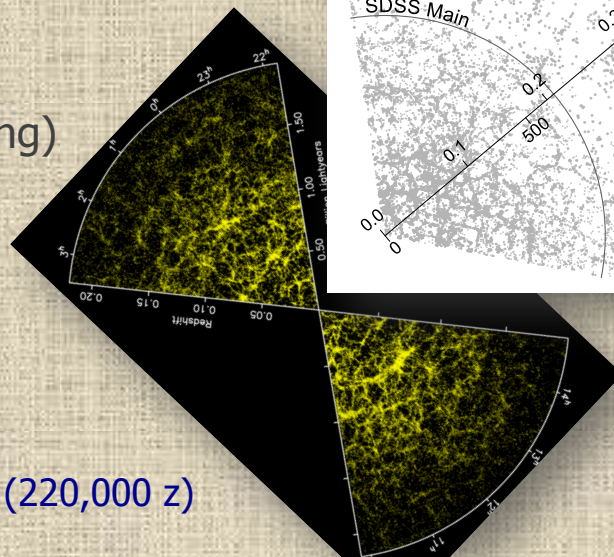 SDSS Main
0.2
500
0.1
0.0
0
ng)
22ʰ
23ʰ
0ʰ
1ʰ
2ʰ
3ʰ
1.50
1.00
0.50
Lightyears
0.20
0.15
0.10
0.05
Redshift
14ʰ
13ʰ
12ʰ
11ʰ
(220,000 z)